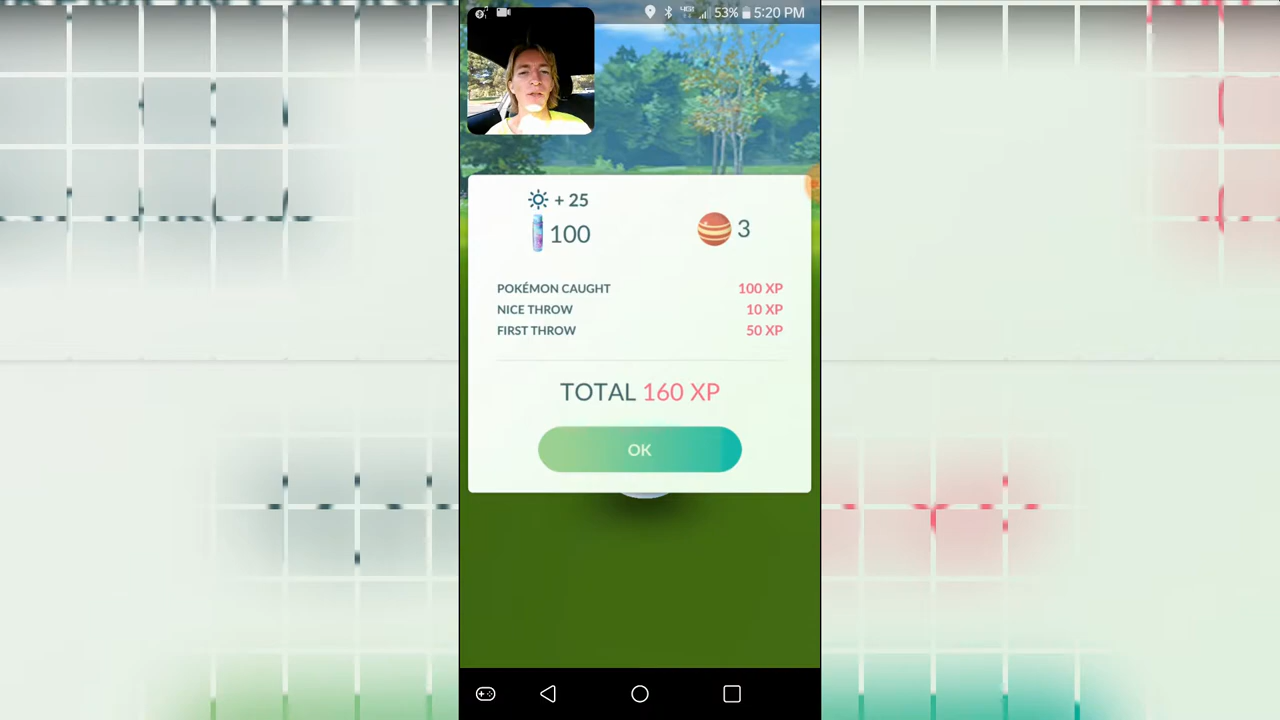 53% 5:20 PM
+ 25
100
3
POKÉMON CAUGHT 100 XP
NICE THROW 10 XP
FIRST THROW 50 XP
TOTAL 160 XP
OK